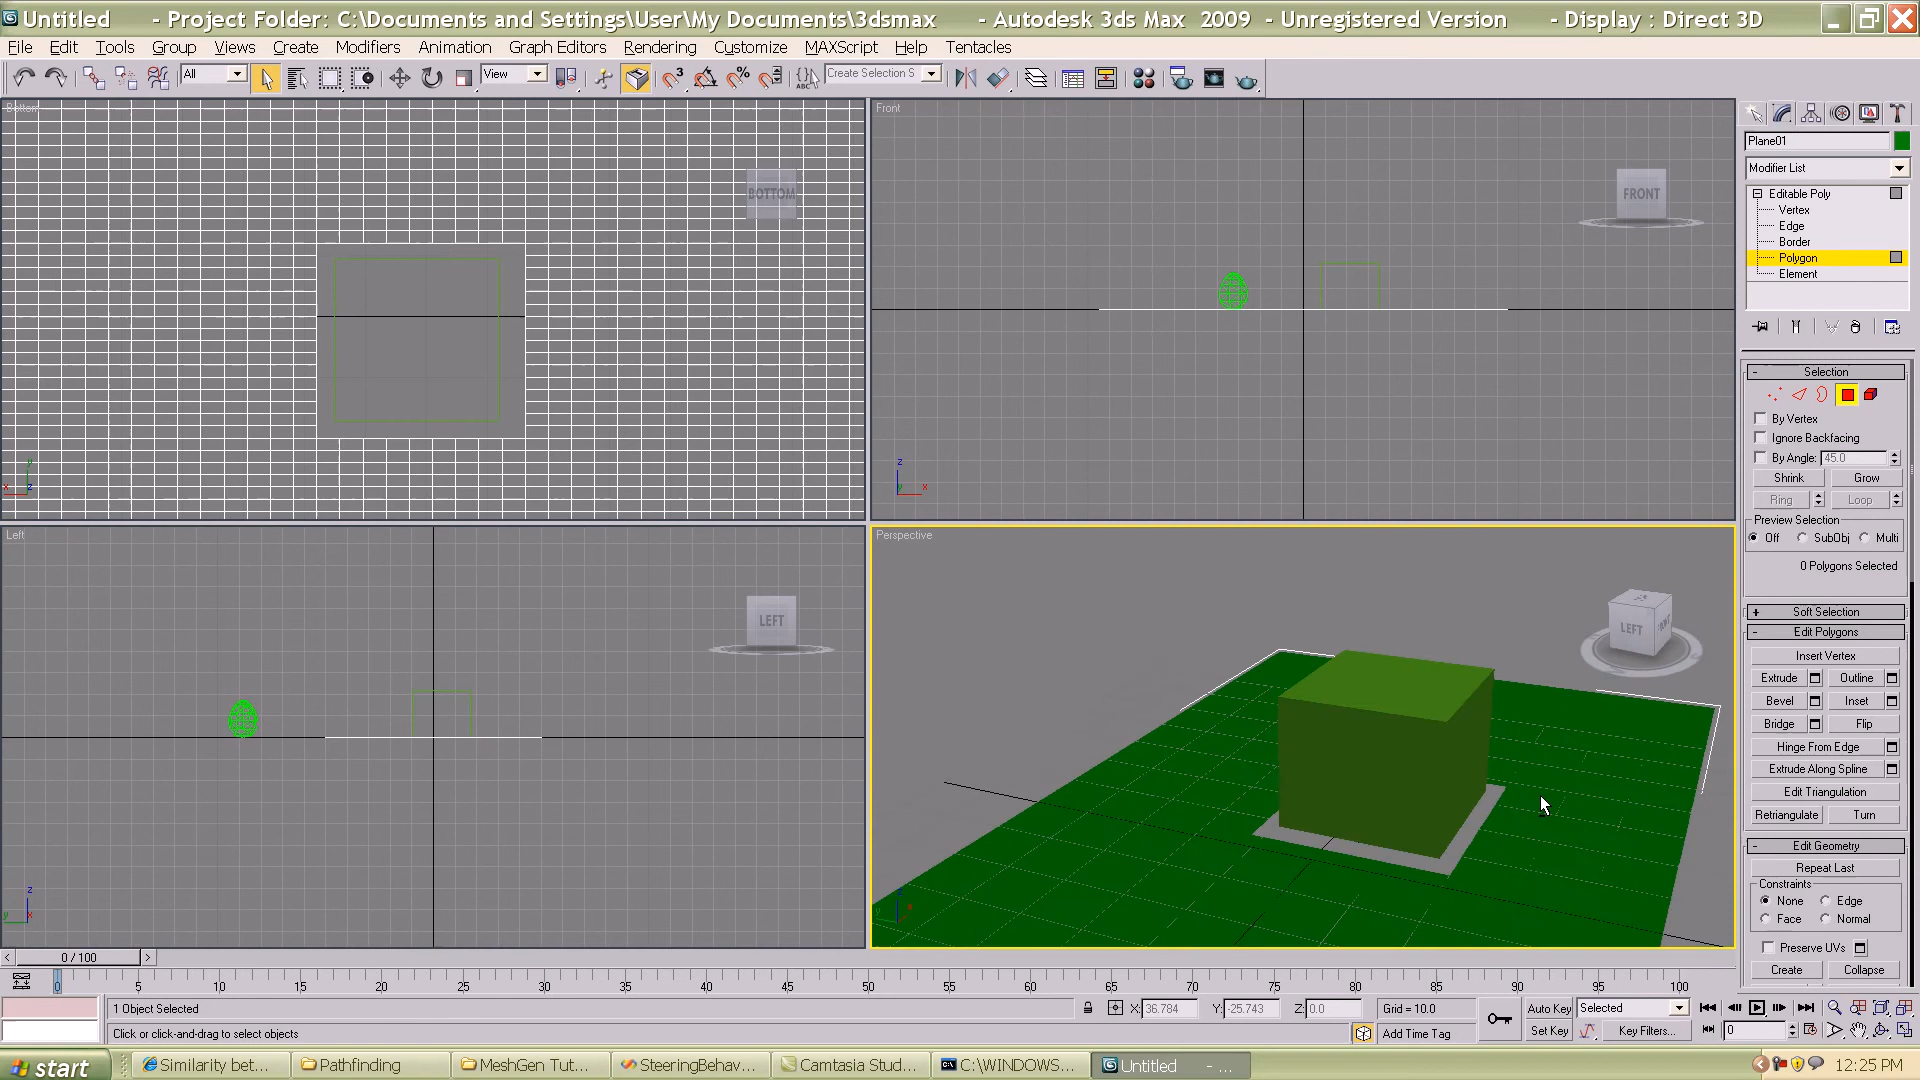 Untitled - Project Folder: C:\Documents and Settings\User\My Documents\3dsmax - Autodesk 3ds Max 2009 - Unregistered Version - Display : Direct 3D
File Edit Tools Group Views Create Modifiers Animation Graph Editors Rendering Customize MAXScript Help Tentacles
All View Create Selection S
Bottom
BOTTOM
Front
FRONT
Left
LEFT
Perspective
LEFT
Plane01
Modifier List
Editable Poly
Vertex
Edge
Border
Polygon
Element
Selection
By Vertex
Ignore Backfacing
By Angle: 45.0
Shrink Grow
Ring Loop
Preview Selection
Off SubObj Multi
0 Polygons Selected
Soft Selection
Edit Polygons
Insert Vertex
Extrude Outline
Bevel Inset
Bridge Flip
Hinge From Edge
Extrude Along Spline
Edit Triangulation
Retriangulate Turn
Edit Geometry
Repeat Last
Constraints
None Edge
Face Normal
Preserve UVs
Create Collapse
0 / 100
0 5 10 15 20 25 30 35 40 45 50 55 60 65 70 75 80 85 90 95 100
1 Object Selected X: 36.784 Y: -25.743 Z: 0.0 Grid = 10.0 Auto Key Selected
Click or click-and-drag to select objects Add Time Tag Set Key Key Filters... 0
start Similarity bet... Pathfinding MeshGen Tut... SteeringBehav... Camtasia Stud... C:\WINDOWS... Untitled - ... 12:25 PM